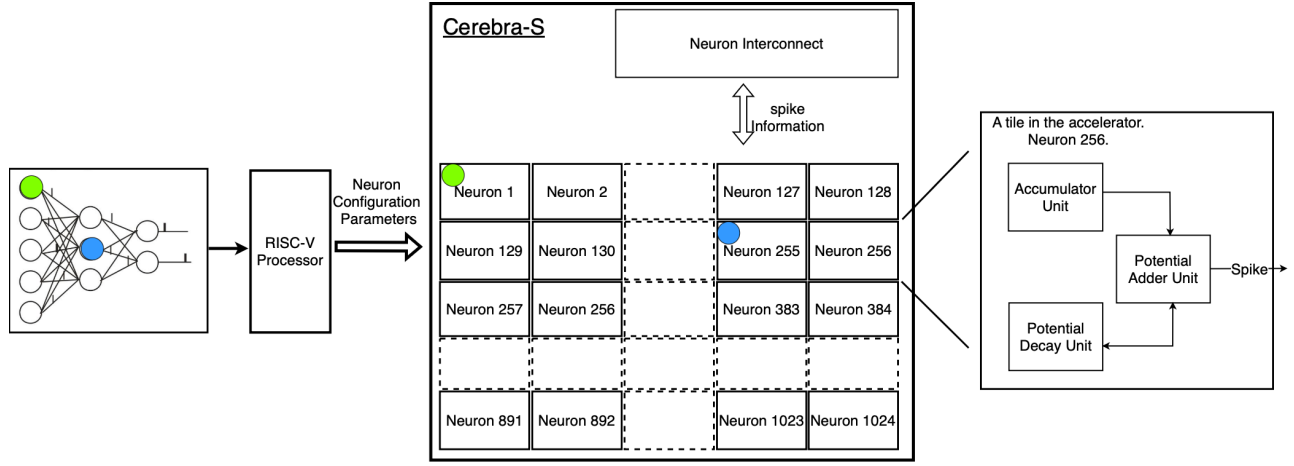 Cerebra-S
Neuron Interconnect
spike
Information
A tile in the accelerator.
Neuron 256.
Neuron
Configuration
Parameters
RISC-V
Processor
Neuron 1
Neuron 2
Neuron 127
Neuron 128
Neuron 129
Neuron 130
Neuron 255
Neuron 256
Neuron 257
Neuron 256
Neuron 383
Neuron 384
Neuron 891
Neuron 892
Neuron 1023
Neuron 1024
Accumulator
Unit
Potential
Adder Unit
Spike
Potential
Decay Unit